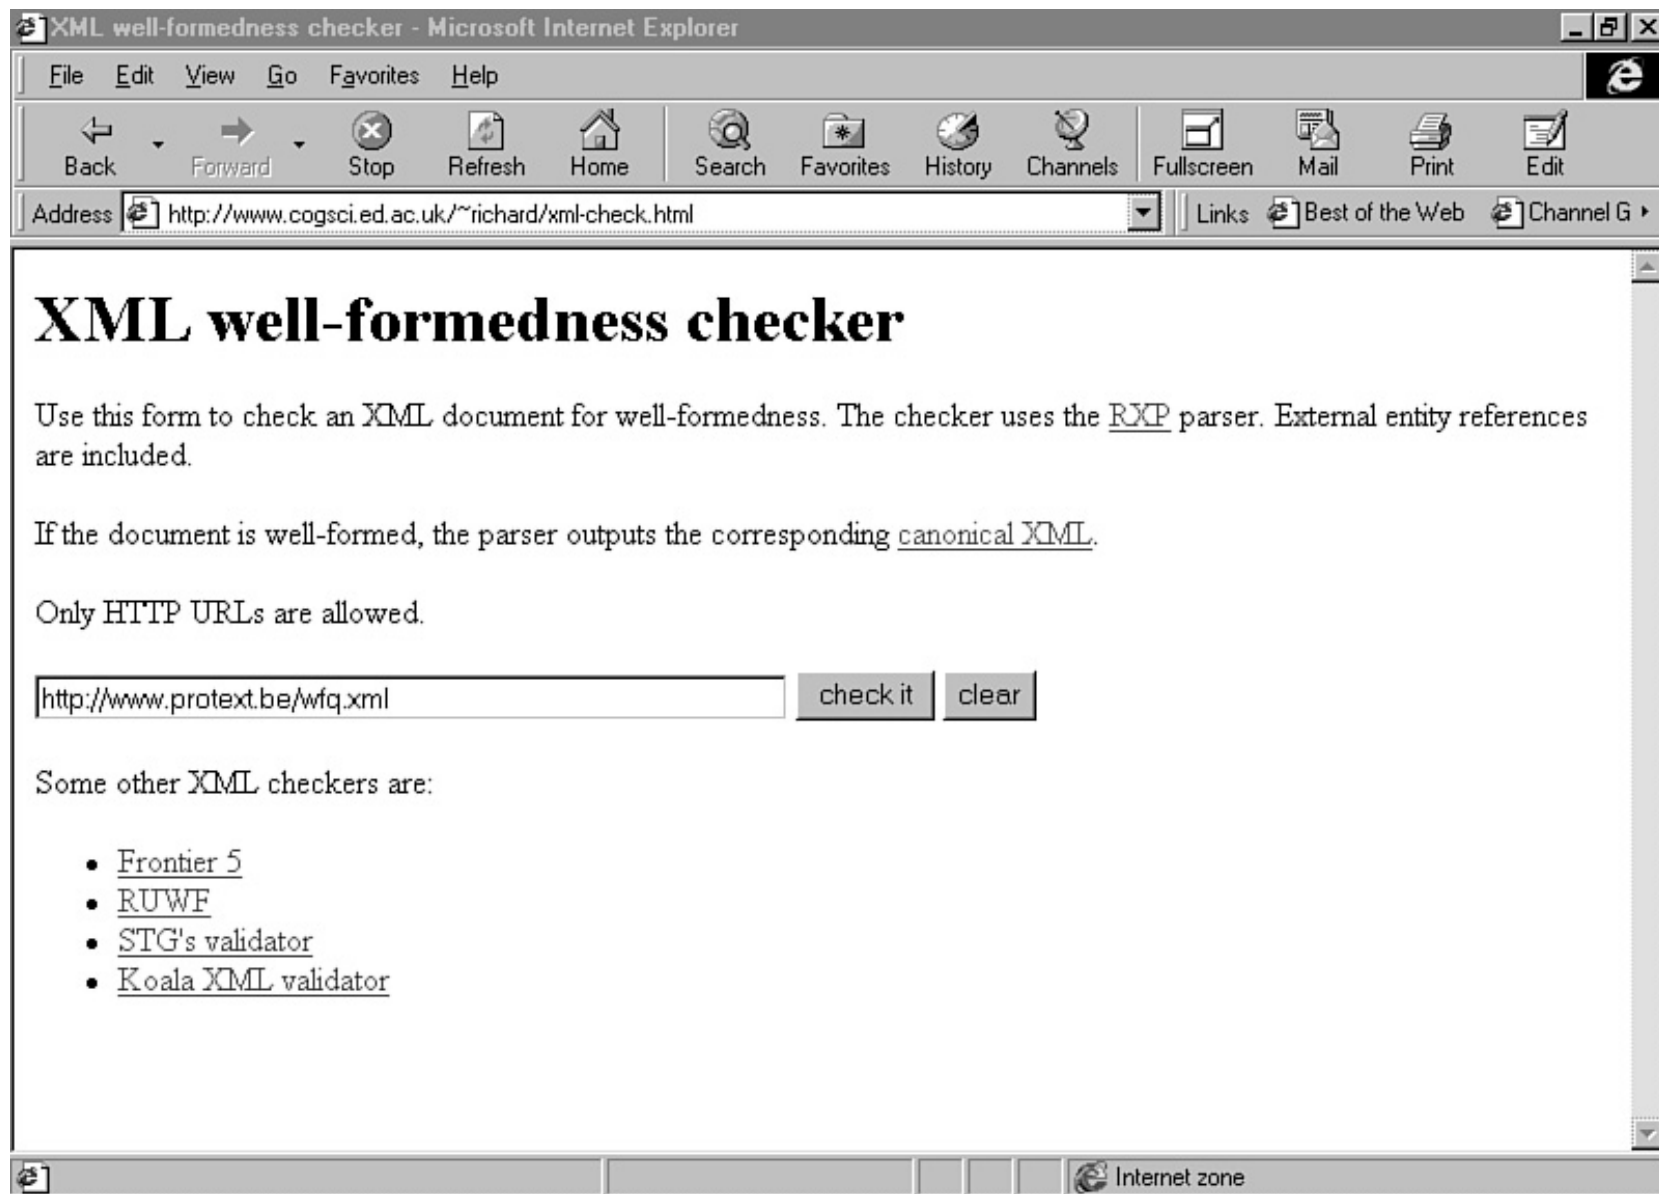 XML well-formedness checker - Microsoft Internet Explorer
File Edit View Go Favorites Help
Back Forward Stop Refresh Home Search Favorites History Channels Fullscreen Mail Print Edit
Address http://www.cogsci.ed.ac.uk/~richard/xml-check.html Links Best of the Web Channel G
XML well-formedness checker
Use this form to check an XML document for well-formedness. The checker uses the RXP parser. External entity references
are included.
If the document is well-formed, the parser outputs the corresponding canonical XML.
Only HTTP URLs are allowed.
http://www.protext.be/wfq.xml check it clear
Some other XML checkers are:
• Frontier 5
• RUWF
• STG's validator
• Koala XML validator
Internet zone